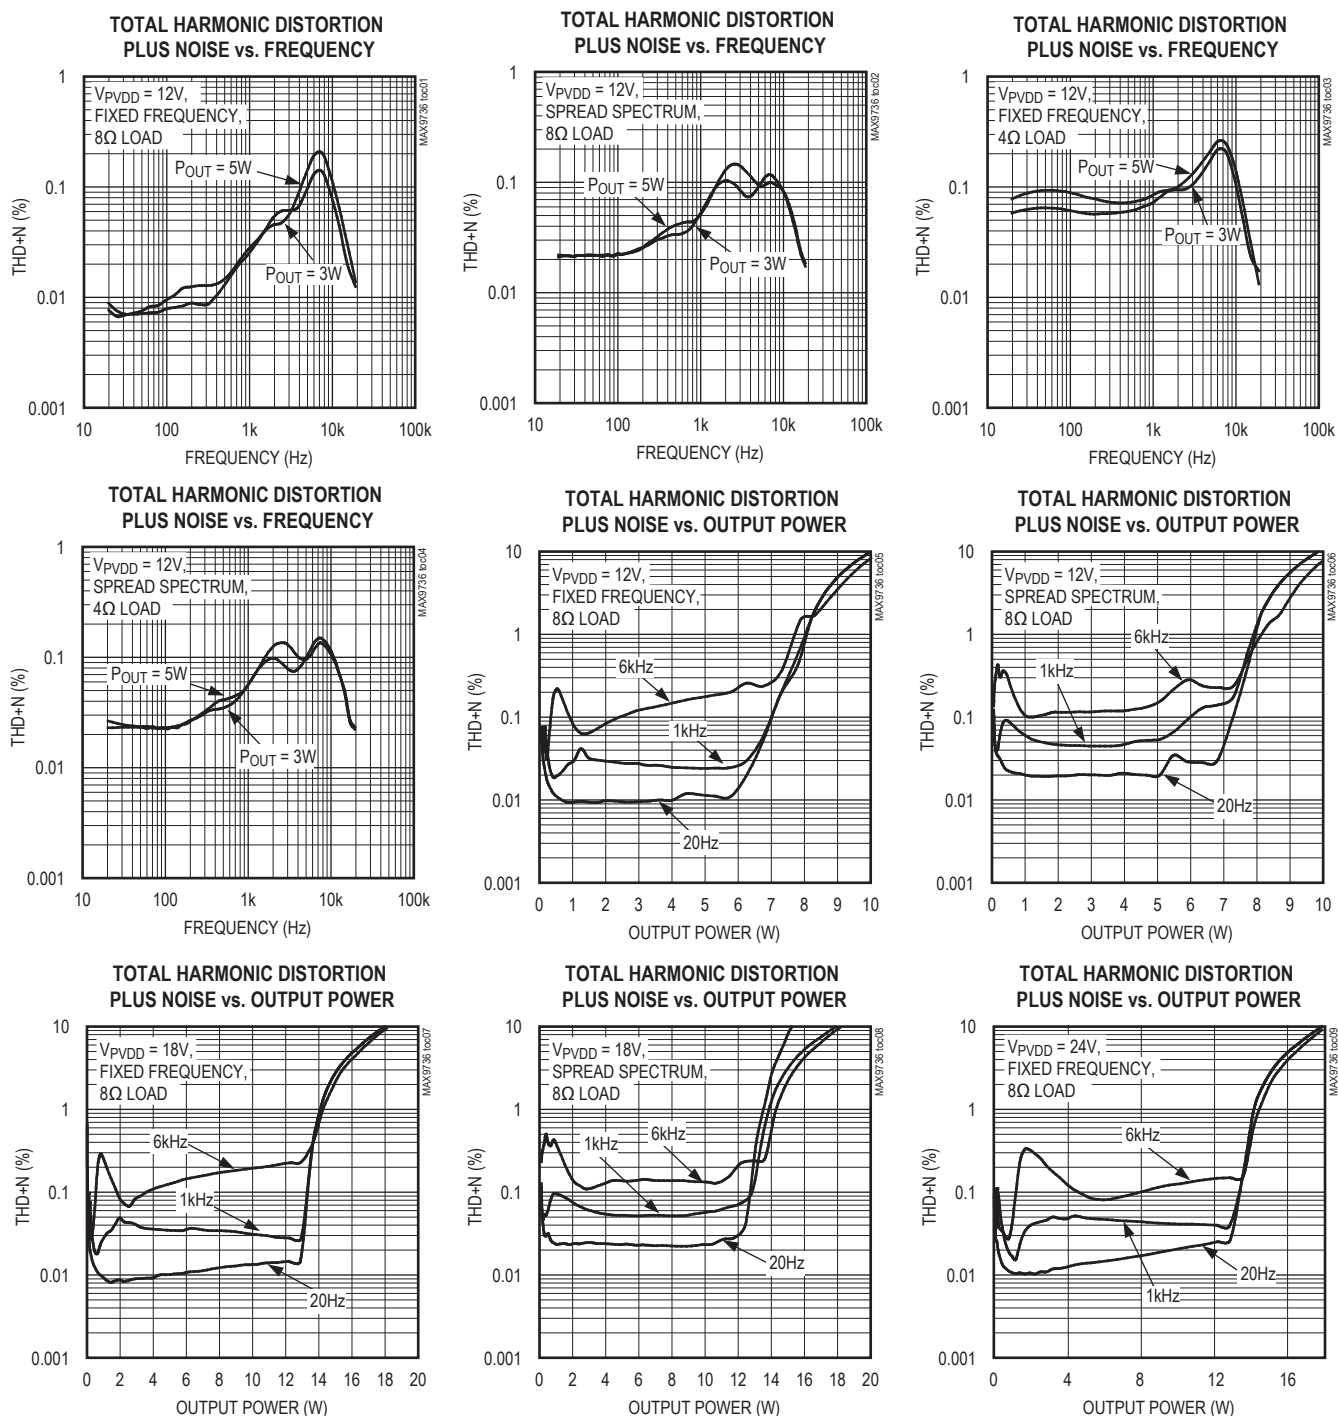 TOTAL HARMONIC DISTORTION
PLUS NOISE vs. FREQUENCY
1
0.1
0.01
0.001
THD+N (%)
VPVDD = 12V,
FIXED FREQUENCY,
8Ω LOAD
POUT = 5W
POUT = 3W
MAX9736 toc01
10
100
1k
10k
100k
FREQUENCY (Hz)
TOTAL HARMONIC DISTORTION
PLUS NOISE vs. FREQUENCY
1
0.1
0.01
0.001
THD+N (%)
VPVDD = 12V,
SPREAD SPECTRUM,
8Ω LOAD
POUT = 5W
POUT = 3W
MAX9736 toc02
10
100
1k
10k
100k
FREQUENCY (Hz)
TOTAL HARMONIC DISTORTION
PLUS NOISE vs. FREQUENCY
1
0.1
0.01
0.001
THD+N (%)
VPVDD = 12V,
FIXED FREQUENCY,
4Ω LOAD
POUT = 5W
POUT = 3W
MAX9736 toc03
10
100
1k
10k
100k
FREQUENCY (Hz)
TOTAL HARMONIC DISTORTION
PLUS NOISE vs. FREQUENCY
1
0.1
0.01
0.001
THD+N (%)
VPVDD = 12V,
SPREAD SPECTRUM,
4Ω LOAD
POUT = 5W
POUT = 3W
MAX9736 toc04
10
100
1k
10k
100k
FREQUENCY (Hz)
TOTAL HARMONIC DISTORTION
PLUS NOISE vs. OUTPUT POWER
10
1
0.1
0.01
0.001
THD+N (%)
VPVDD = 12V,
FIXED FREQUENCY,
8Ω LOAD
6kHz
1kHz
20Hz
MAX9736 toc05
0 1 2 3 4 5 6 7 8 9 10
OUTPUT POWER (W)
TOTAL HARMONIC DISTORTION
PLUS NOISE vs. OUTPUT POWER
10
1
0.1
0.01
0.001
THD+N (%)
VPVDD = 12V,
SPREAD SPECTRUM,
8Ω LOAD
6kHz
1kHz
20Hz
MAX9736 toc06
0 1 2 3 4 5 6 7 8 9 10
OUTPUT POWER (W)
TOTAL HARMONIC DISTORTION
PLUS NOISE vs. OUTPUT POWER
10
1
0.1
0.01
0.001
THD+N (%)
VPVDD = 18V,
FIXED FREQUENCY,
8Ω LOAD
6kHz
1kHz
20Hz
MAX9736 toc07
0 2 4 6 8 10 12 14 16 18 20
OUTPUT POWER (W)
TOTAL HARMONIC DISTORTION
PLUS NOISE vs. OUTPUT POWER
10
1
0.1
0.01
0.001
THD+N (%)
VPVDD = 18V,
SPREAD SPECTRUM,
8Ω LOAD
1kHz
6kHz
20Hz
MAX9736 toc08
0 2 4 6 8 10 12 14 16 18 20
OUTPUT POWER (W)
TOTAL HARMONIC DISTORTION
PLUS NOISE vs. OUTPUT POWER
10
1
0.1
0.01
0.001
THD+N (%)
VPVDD = 24V,
FIXED FREQUENCY,
8Ω LOAD
6kHz
1kHz
20Hz
MAX9736 toc09
0 4 8 12 16
OUTPUT POWER (W)